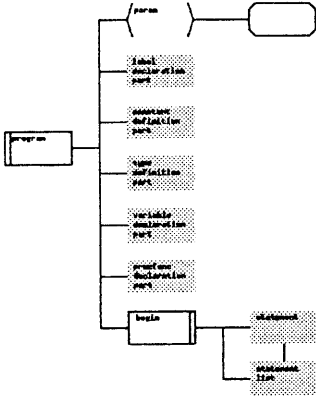 param
label
declaration
part
constant
definition
part
program
type
definition
part
variable
declaration
part
procfunc
declaration
part
begin
statement
statement
list